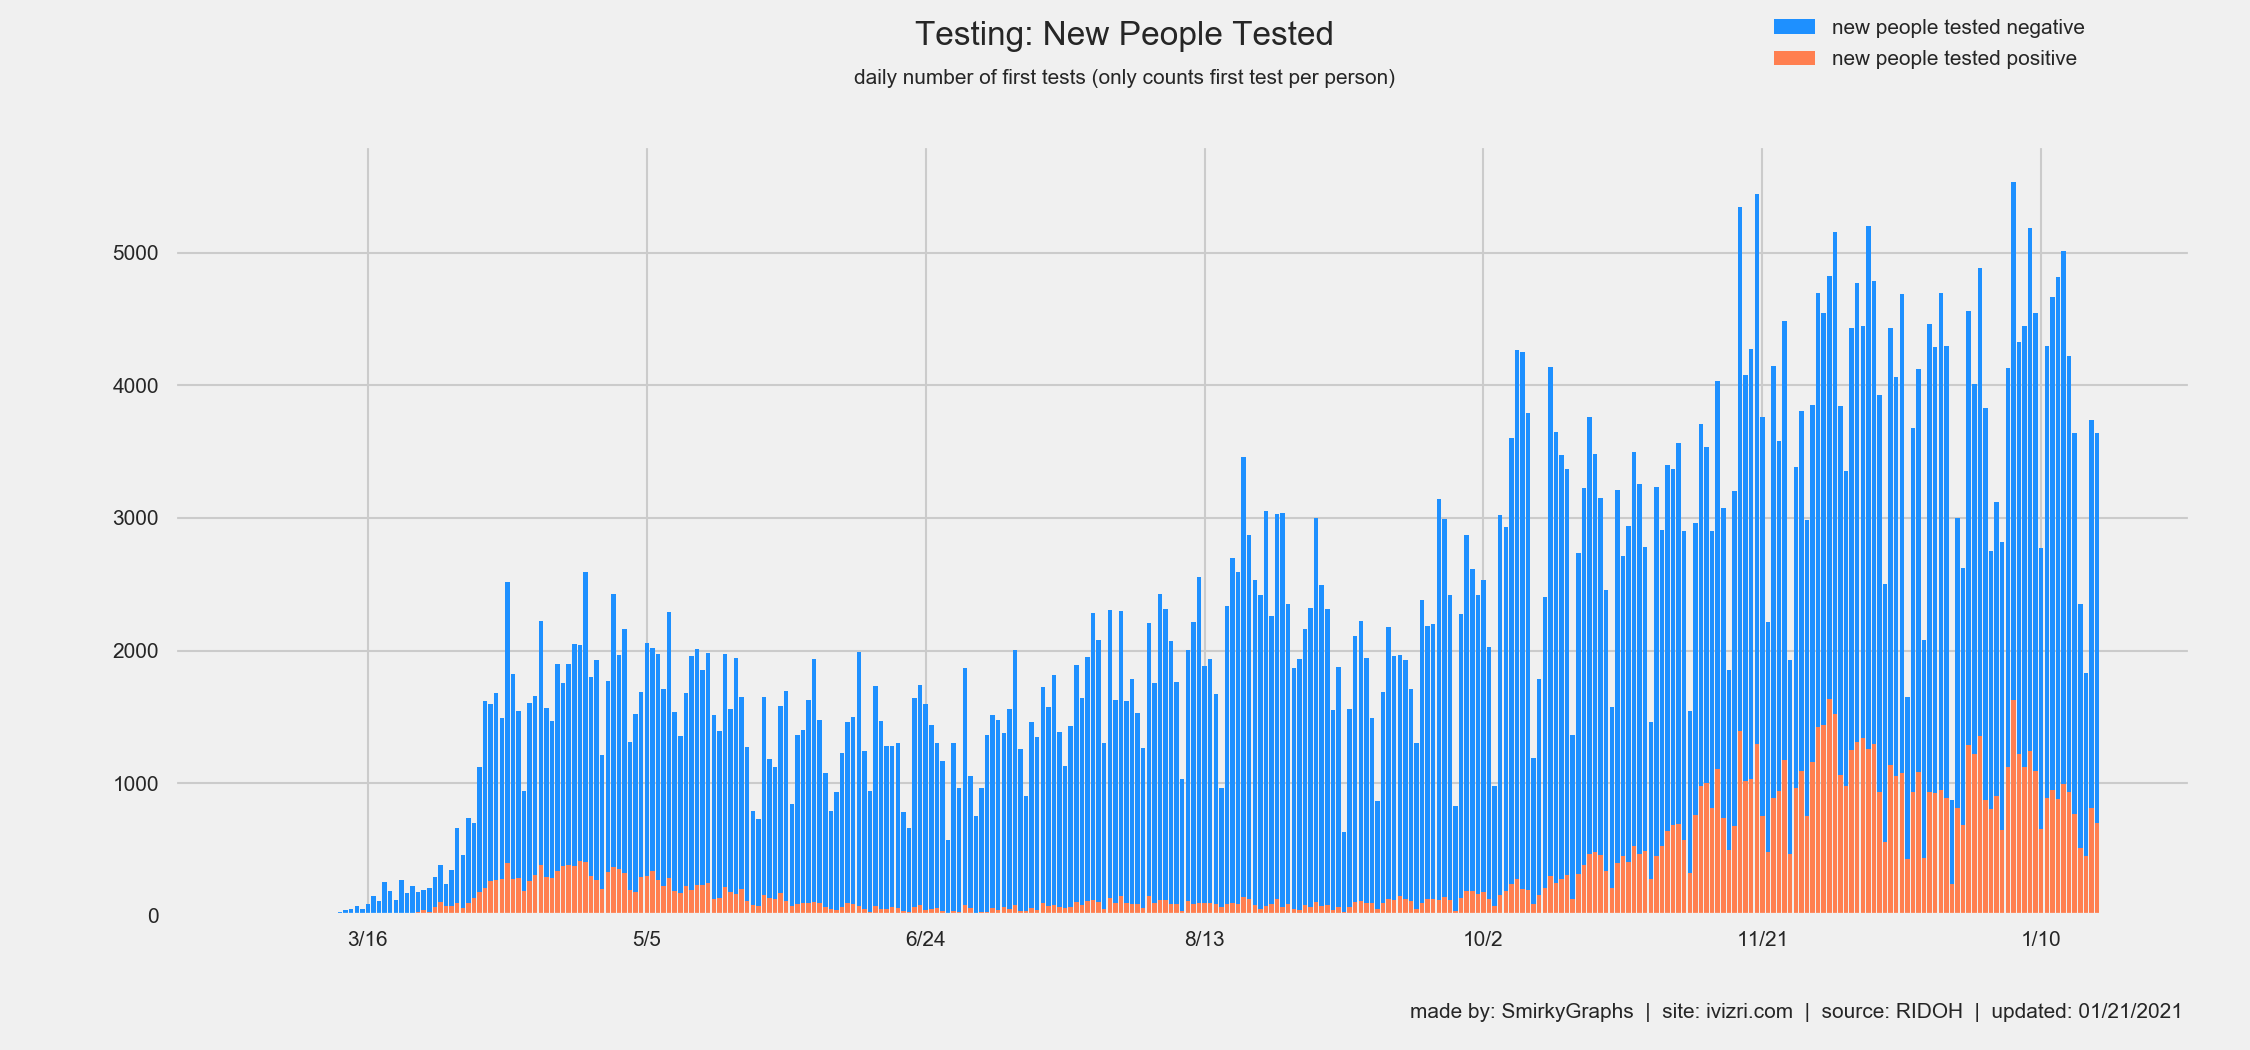 Testing: New People Tested
daily number of first tests (only counts first test per person)
new people tested negative
new people tested positive
5000
4000
3000
2000
1000
0
3/16 5/5 6/24 8/13 10/2 11/21 1/10
made by: SmirkyGraphs | site: ivizri.com | source: RIDOH | updated: 01/21/2021